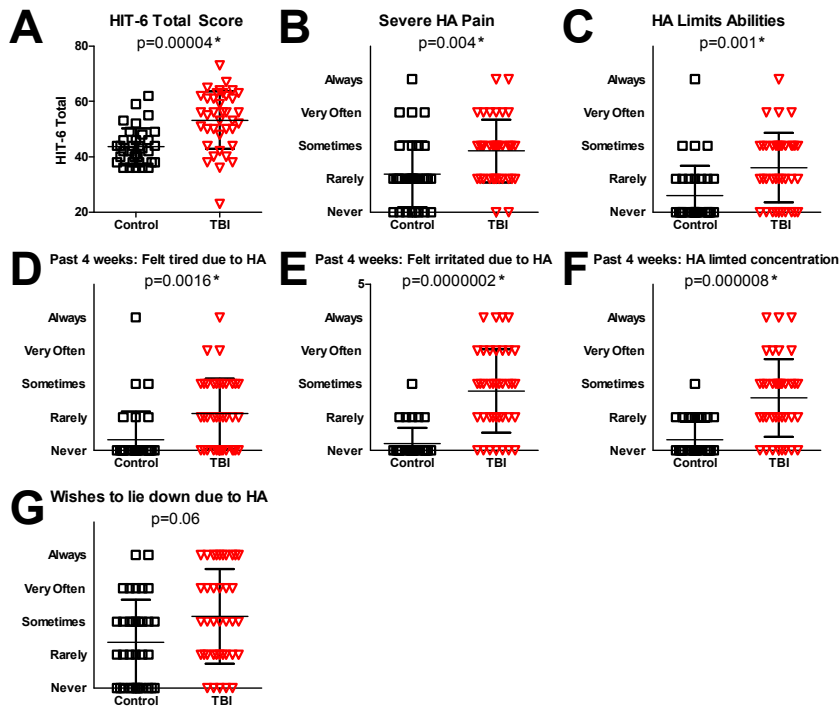 A
HIT-6 Total Score
p=0.00004*
HIT-6 Total
80
60
40
20
Control
TBI
B
Severe HA Pain
p=0.004*
Always
Very Often
Sometimes
Rarely
Never
Control
TBI
C
HA Limits Abilities
p=0.001*
Always
Very Often
Sometimes
Rarely
Never
Control
TBI
D
Past 4 weeks: Felt tired due to HA
p=0.0016*
Always
Very Often
Sometimes
Rarely
Never
Control
TBI
E
Past 4 weeks: Felt irritated due to HA
p=0.0000002*
5
Always
Very Often
Sometimes
Rarely
Never
Control
TBI
F
Past 4 weeks: HA limted concentration
p=0.000008*
Always
Very Often
Sometimes
Rarely
Never
Control
TBI
G
Wishes to lie down due to HA
p=0.06
Always
Very Often
Sometimes
Rarely
Never
Control
TBI